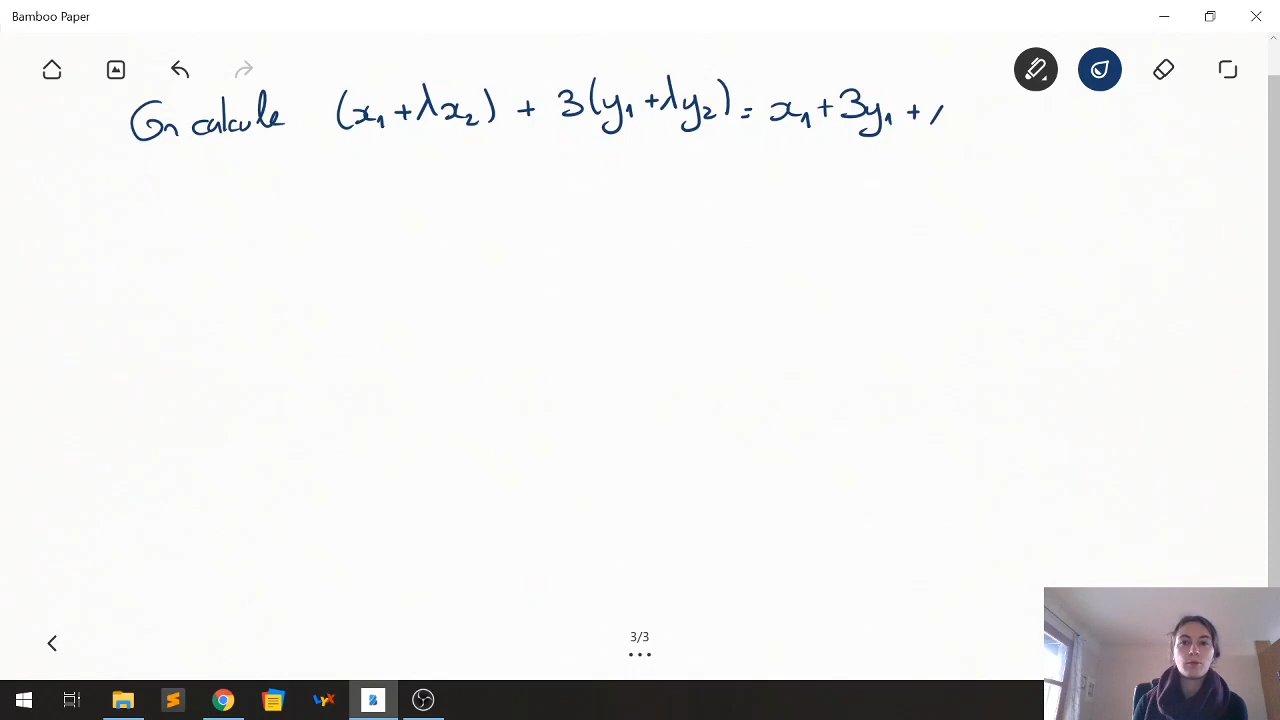 Bamboo Paper
On calcule (x₁ + λx₂) + 3(y₁ + λy₂) = x₁ + 3y₁ +
3/3